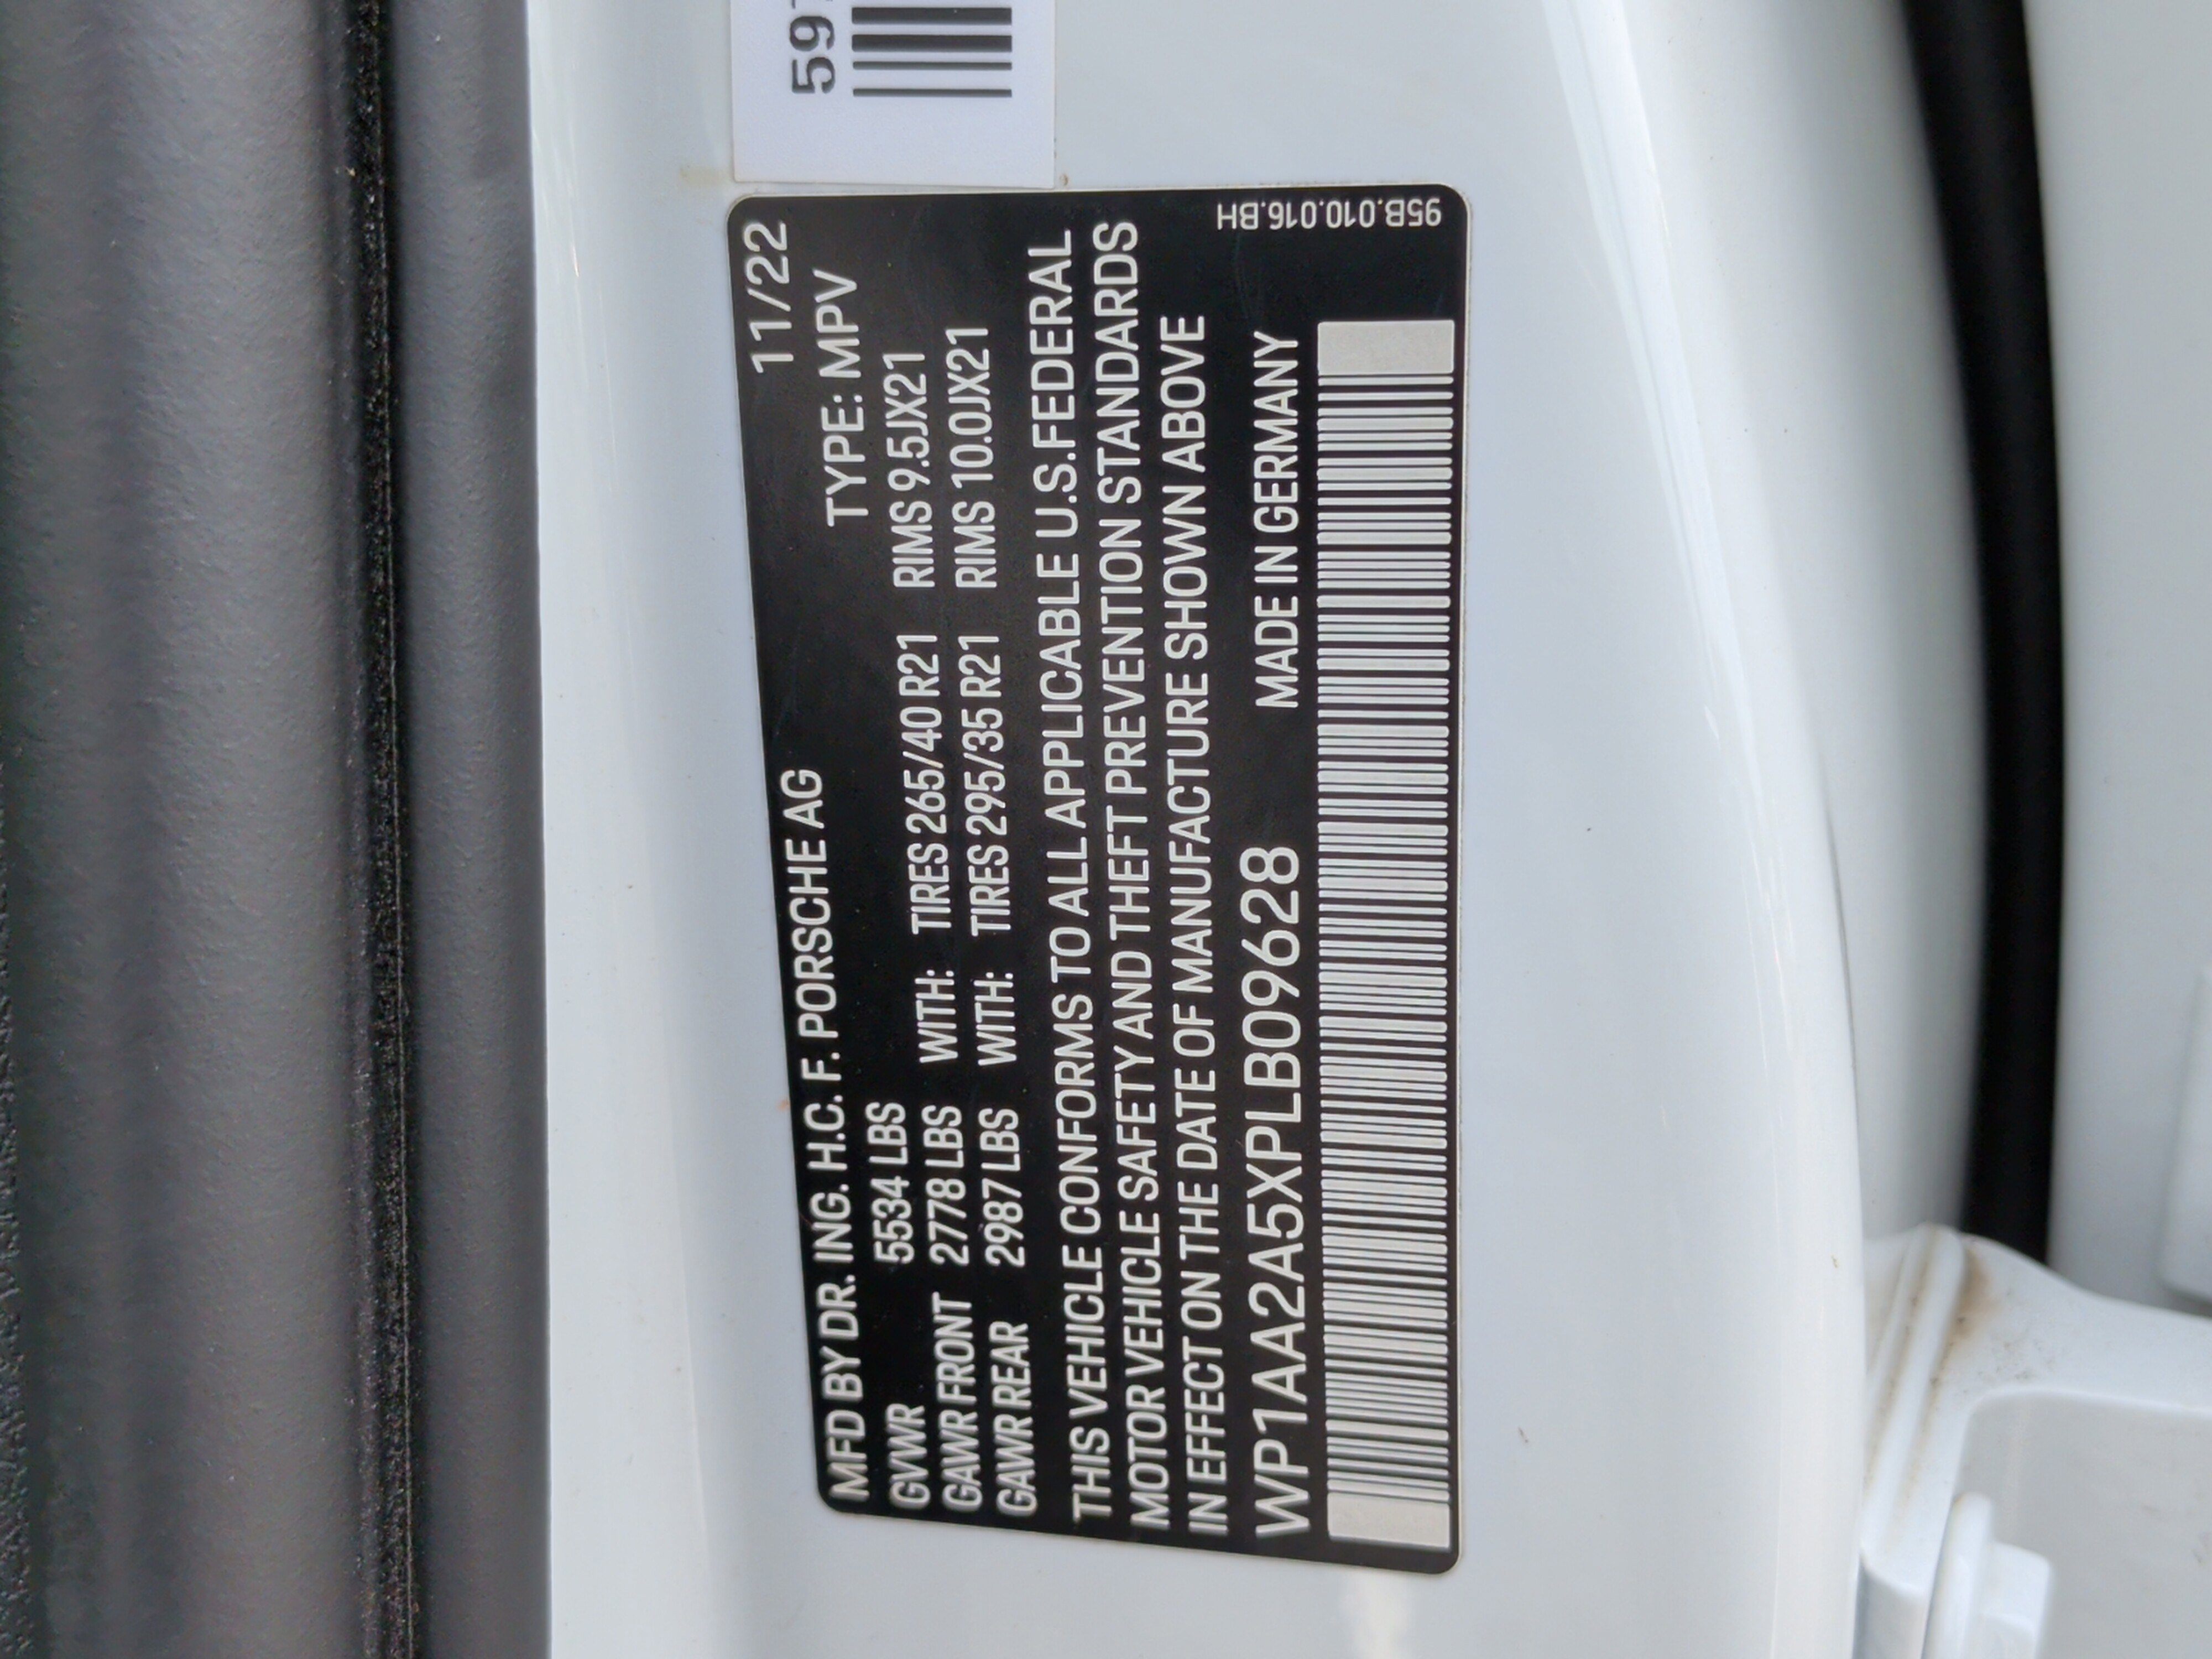 597
MFD BY DR. ING. H.C. F. PORSCHE AG 11/22
TYPE: MPV
GVWR 5534 LBS
GAWR FRONT 2778 LBS WITH: TIRES 265/40 R21 RIMS 9.5JX21
GAWR REAR 2987 LBS WITH: TIRES 295/35 R21 RIMS 10.0JX21
THIS VEHICLE CONFORMS TO ALL APPLICABLE U.S.FEDERAL
MOTOR VEHICLE SAFETY AND THEFT PREVENTION STANDARDS
IN EFFECT ON THE DATE OF MANUFACTURE SHOWN ABOVE
WP1AA2A5XPLB09628 MADE IN GERMANY
95B.010.016.BH